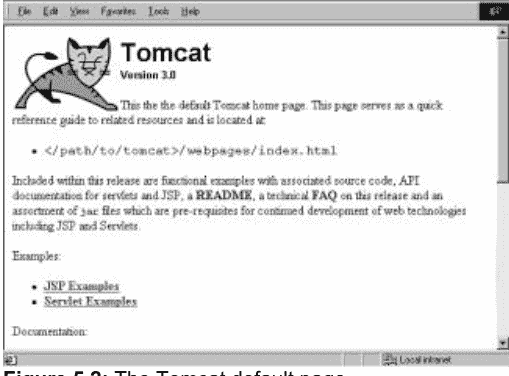 File Edit View Favorites Tools Help
Tomcat
Version 3.0
This the the default Tomcat home page. This page serves as a quick
reference guide to related resources and is located at:
• </path/to/tomcat>/webpages/index.html
Included within this release are functional examples with associated source code, API
documentation for servlets and JSP, a README, a technical FAQ on this release and an
assortment of jar files which are pre-requisites for continued development of web technologies
including JSP and Servlets.
Examples:
• JSP Examples
• Servlet Examples
Documentation:
Local intranet
The Tomcat default page